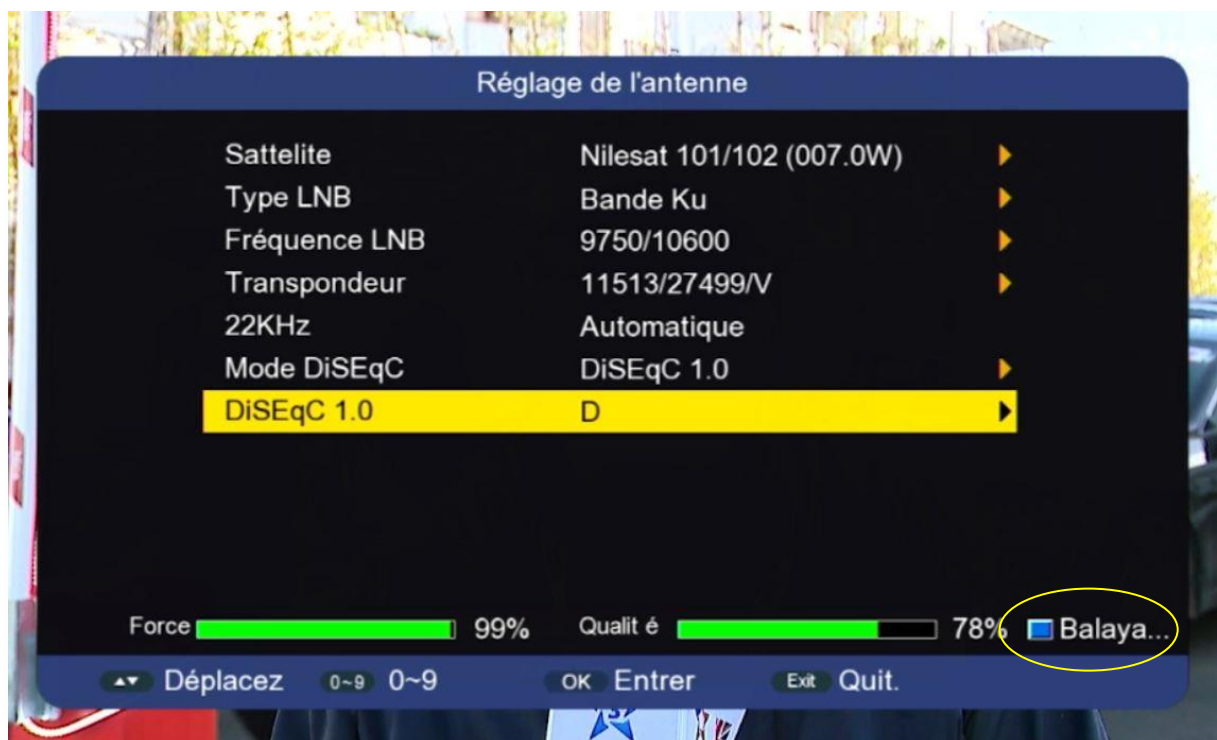 Réglage de l'antenne
Sattelite Nilesat 101/102 (007.0W)
Type LNB Bande Ku
Fréquence LNB 9750/10600
Transpondeur 11513/27499/V
22KHz Automatique
Mode DiSEqC DiSEqC 1.0
DiSEqC 1.0 D
Force 99% Qualit é 78% Balaya...
Déplacez 0~9 0~9 OK Entrer Exit Quit.